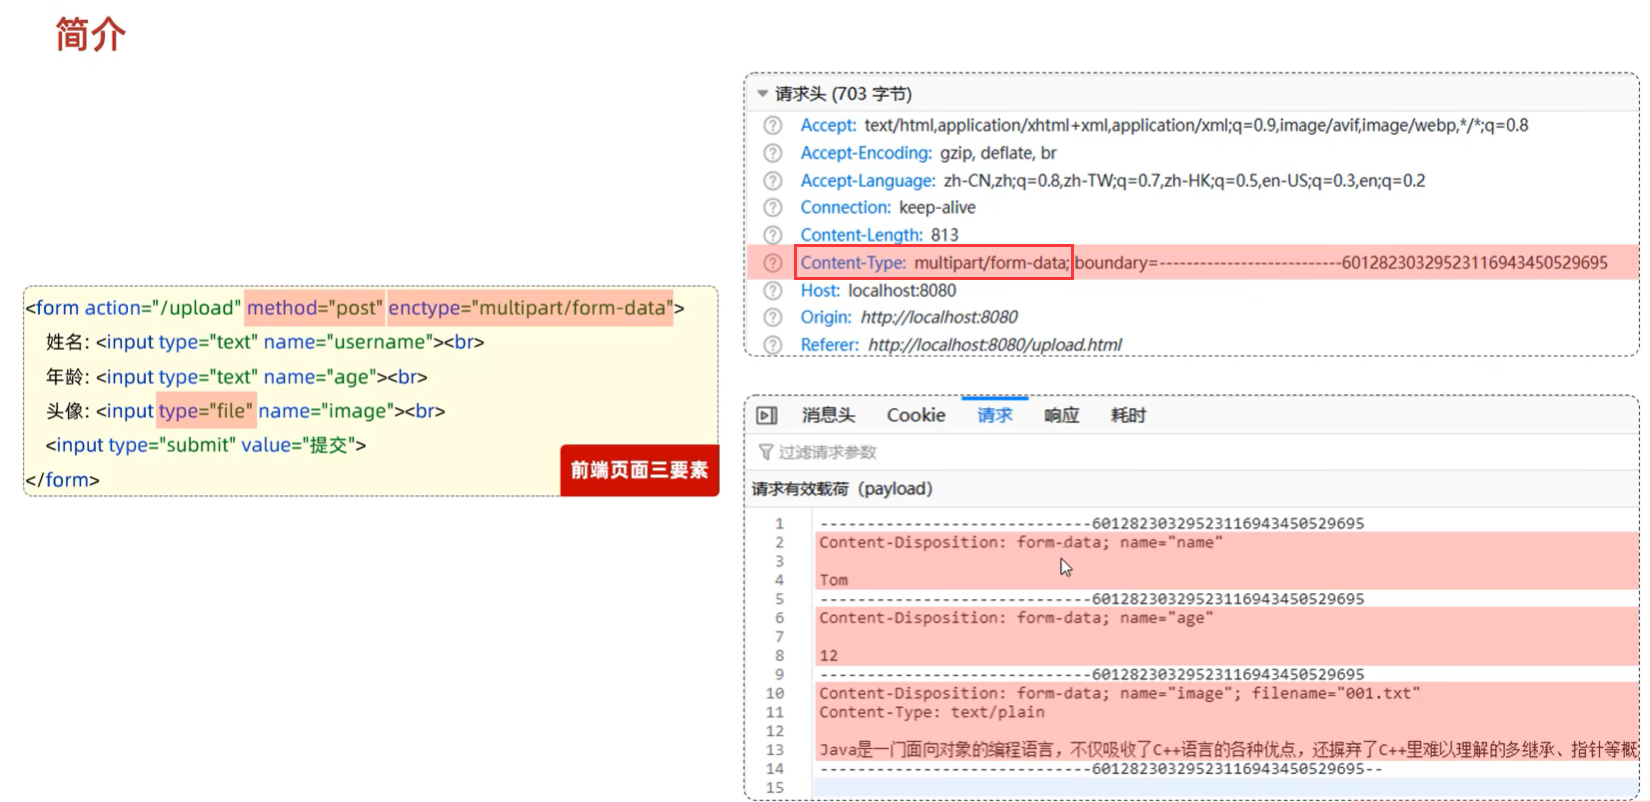 简介
<form action="/upload" method="post" enctype="multipart/form-data">
姓名: <input type="text" name="username"><br>
年龄: <input type="text" name="age"><br>
头像: <input type="file" name="image"><br>
<input type="submit" value="提交">
</form>
前端页面三要素
请求头 (703 字节)
Accept: text/html,application/xhtml+xml,application/xml;q=0.9,image/avif,image/webp,*/*;q=0.8
Accept-Encoding: gzip, deflate, br
Accept-Language: zh-CN,zh;q=0.8,zh-TW;q=0.7,zh-HK;q=0.5,en-US;q=0.3,en;q=0.2
Connection: keep-alive
Content-Length: 813
Content-Type: multipart/form-data; boundary=---------------------------60128230329523116943450529695
Host: localhost:8080
Origin: http://localhost:8080
Referer: http://localhost:8080/upload.html
消息头 Cookie 请求 响应 耗时
过滤请求参数
请求有效载荷（payload）
1 -----------------------------60128230329523116943450529695
2 Content-Disposition: form-data; name="name"
3
4 Tom
5 -----------------------------60128230329523116943450529695
6 Content-Disposition: form-data; name="age"
7
8 12
9 -----------------------------60128230329523116943450529695
10 Content-Disposition: form-data; name="image"; filename="001.txt"
11 Content-Type: text/plain
12
13 Java是一门面向对象的编程语言，不仅吸收了C++语言的各种优点，还摒弃了C++里难以理解的多继承、指针等概
14 -----------------------------60128230329523116943450529695--
15